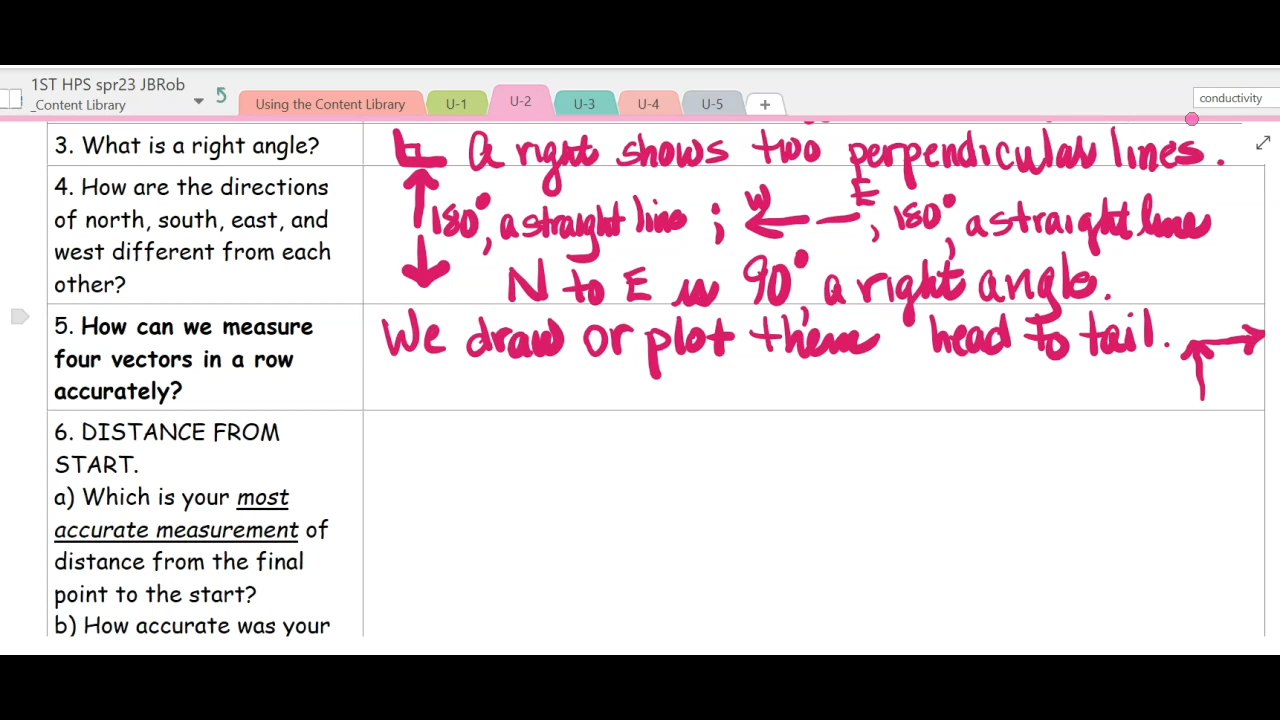 1ST HPS spr23 JBRob
_Content Library
Using the Content Library
U-1
U-2
U-3
U-4
U-5
+
conductivity
3. What is a right angle?
a right shows two perpendicular lines.
4. How are the directions
of north, south, east, and
west different from each
other?
180°, a straight line ; W E, 180°, a straight line
N to E is 90°, a right angle.
5. How can we measure
four vectors in a row
accurately?
We draw or plot them head to tail.
6. DISTANCE FROM
START.
a) Which is your most
accurate measurement of
distance from the final
point to the start?
b) How accurate was your